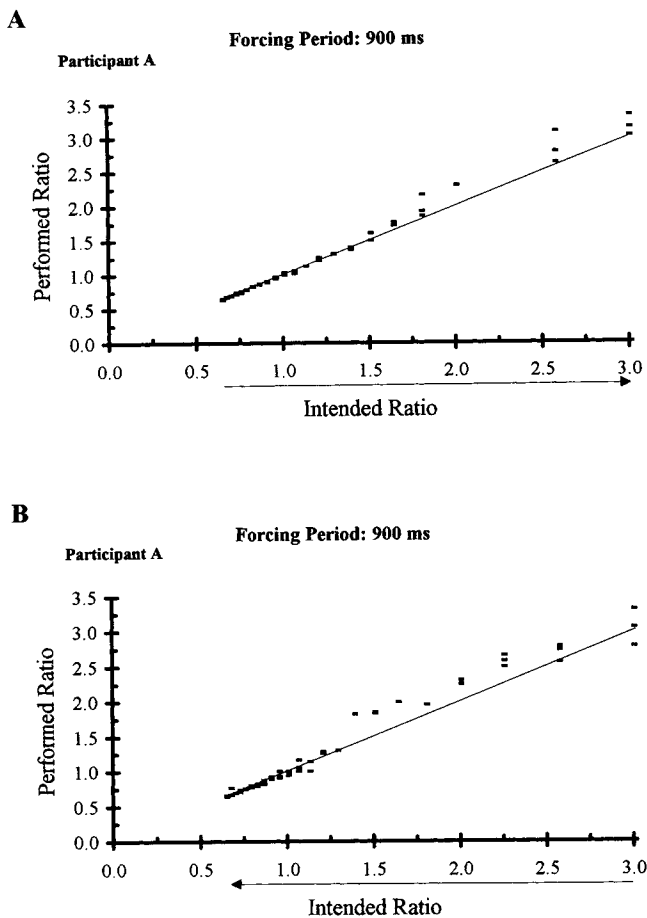 A
Forcing Period: 900 ms
Participant A
3.5
3.0
2.5
2.0
1.5
1.0
0.5
0.0
Performed Ratio
0.0 0.5 1.0 1.5 2.0 2.5 3.0
Intended Ratio
B
Forcing Period: 900 ms
Participant A
3.5
3.0
2.5
2.0
1.5
1.0
0.5
0.0
Performed Ratio
0.0 0.5 1.0 1.5 2.0 2.5 3.0
Intended Ratio